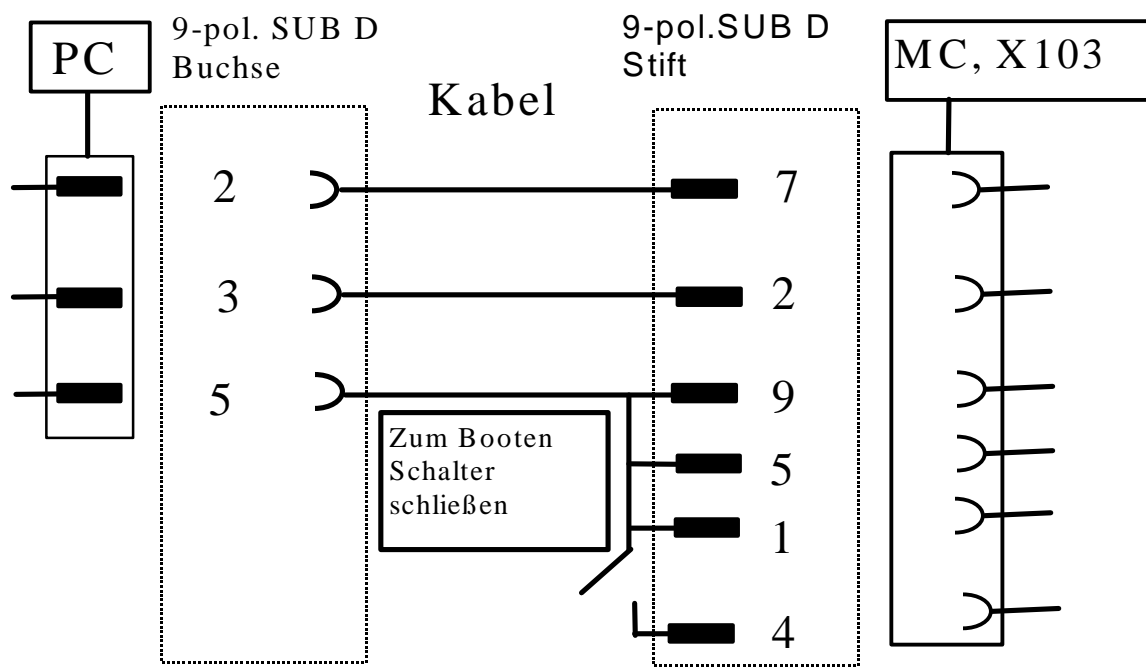 PC
9-pol. SUB D
Buchse
Kabel
9-pol.SUB D
Stift
MC, X103
2
7
3
2
5
9
Zum Booten
Schalter
schließen
5
1
4